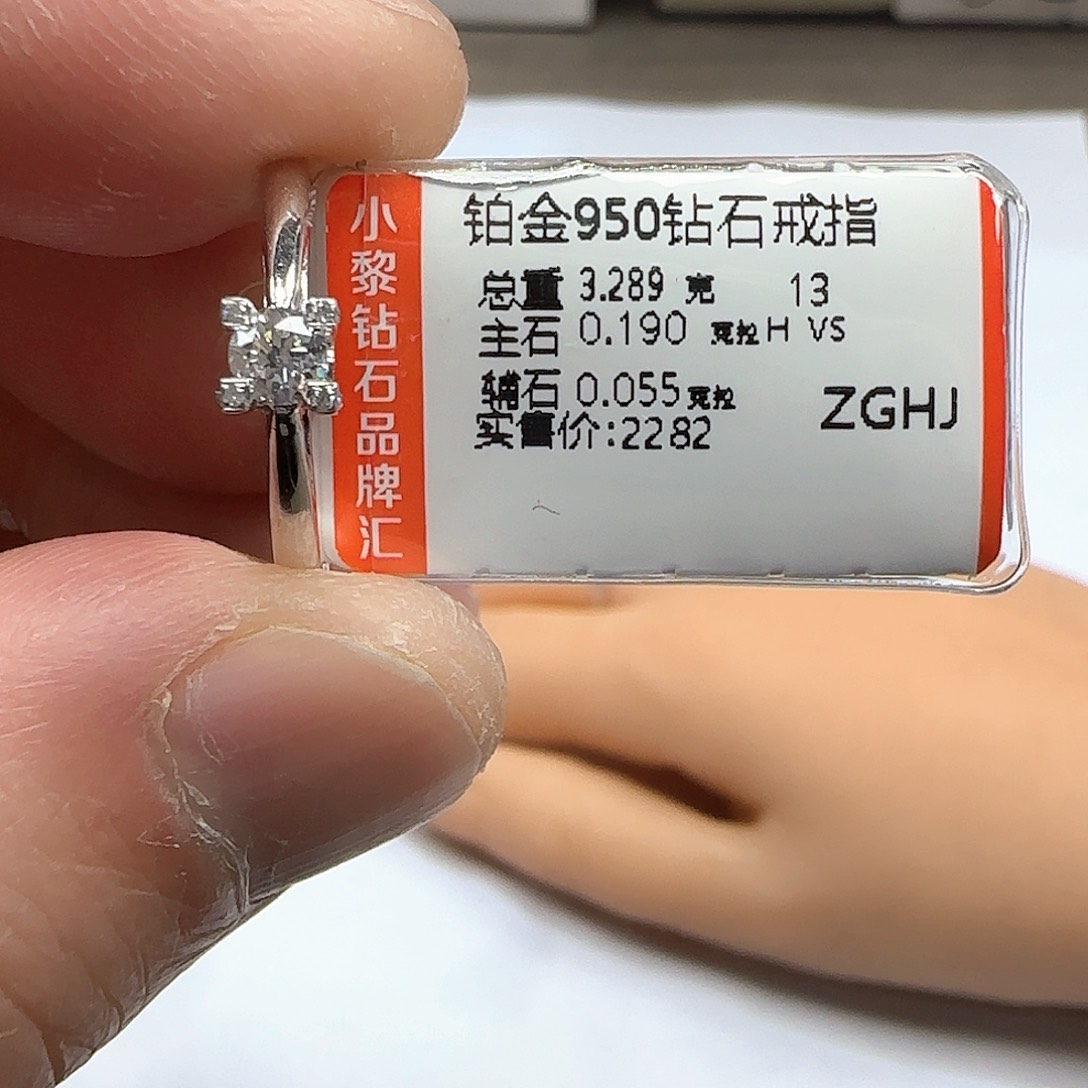 小黎钻石品牌汇
铂金950钻石戒指
总重 3.289 克 13
主石 0.190 克拉 H VS
辅石 0.055 克拉
实售价:2282
ZGHJ